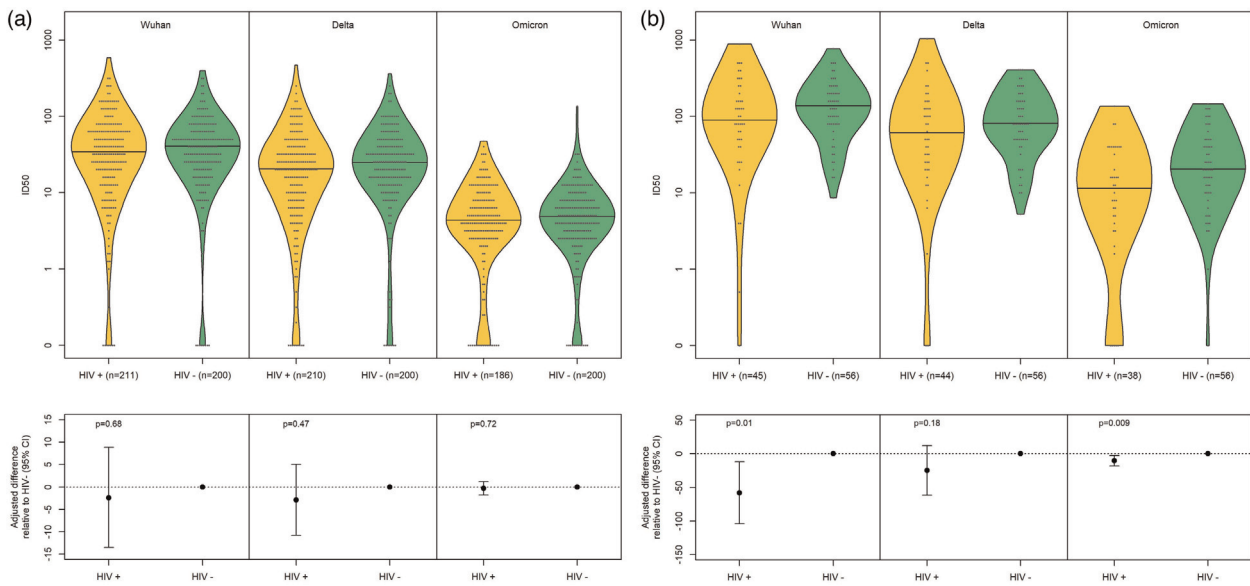 (a)
Wuhan Delta Omicron
1000
100
10
1
0
ID50
HIV + (n=211) HIV - (n=200) HIV + (n=210) HIV - (n=200) HIV + (n=186) HIV - (n=200)
p=0.68 p=0.47 p=0.72
15
10
5
0
-5
-10
-15
Adjusted difference
relative to HIV- (95% CI)
HIV + HIV - HIV + HIV - HIV + HIV -
(b)
Wuhan Delta Omicron
1000
100
10
1
0
ID50
HIV + (n=45) HIV - (n=56) HIV + (n=44) HIV - (n=56) HIV + (n=38) HIV - (n=56)
p=0.01 p=0.18 p=0.009
50
0
-50
-100
-150
Adjusted difference
relative to HIV- (95% CI)
HIV + HIV - HIV + HIV - HIV + HIV -